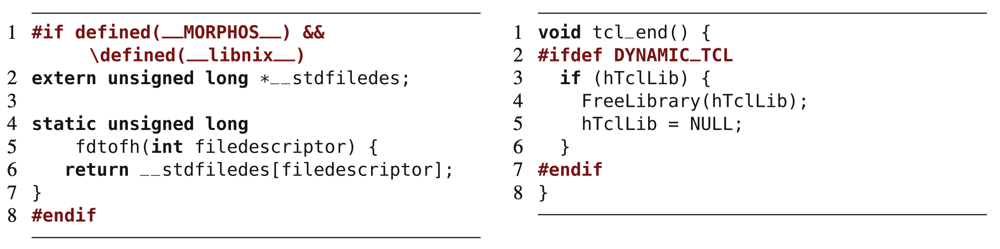 1 #if defined(__MORPHOS__) &&
\defined(__libnix__)
2 extern unsigned long *__stdfiledes;
3
4 static unsigned long
5 fdtofh(int filedescriptor) {
6 return __stdfiledes[filedescriptor];
7 }
8 #endif
1 void tcl_end() {
2 #ifdef DYNAMIC_TCL
3 if (hTclLib) {
4 FreeLibrary(hTclLib);
5 hTclLib = NULL;
6 }
7 #endif
8 }